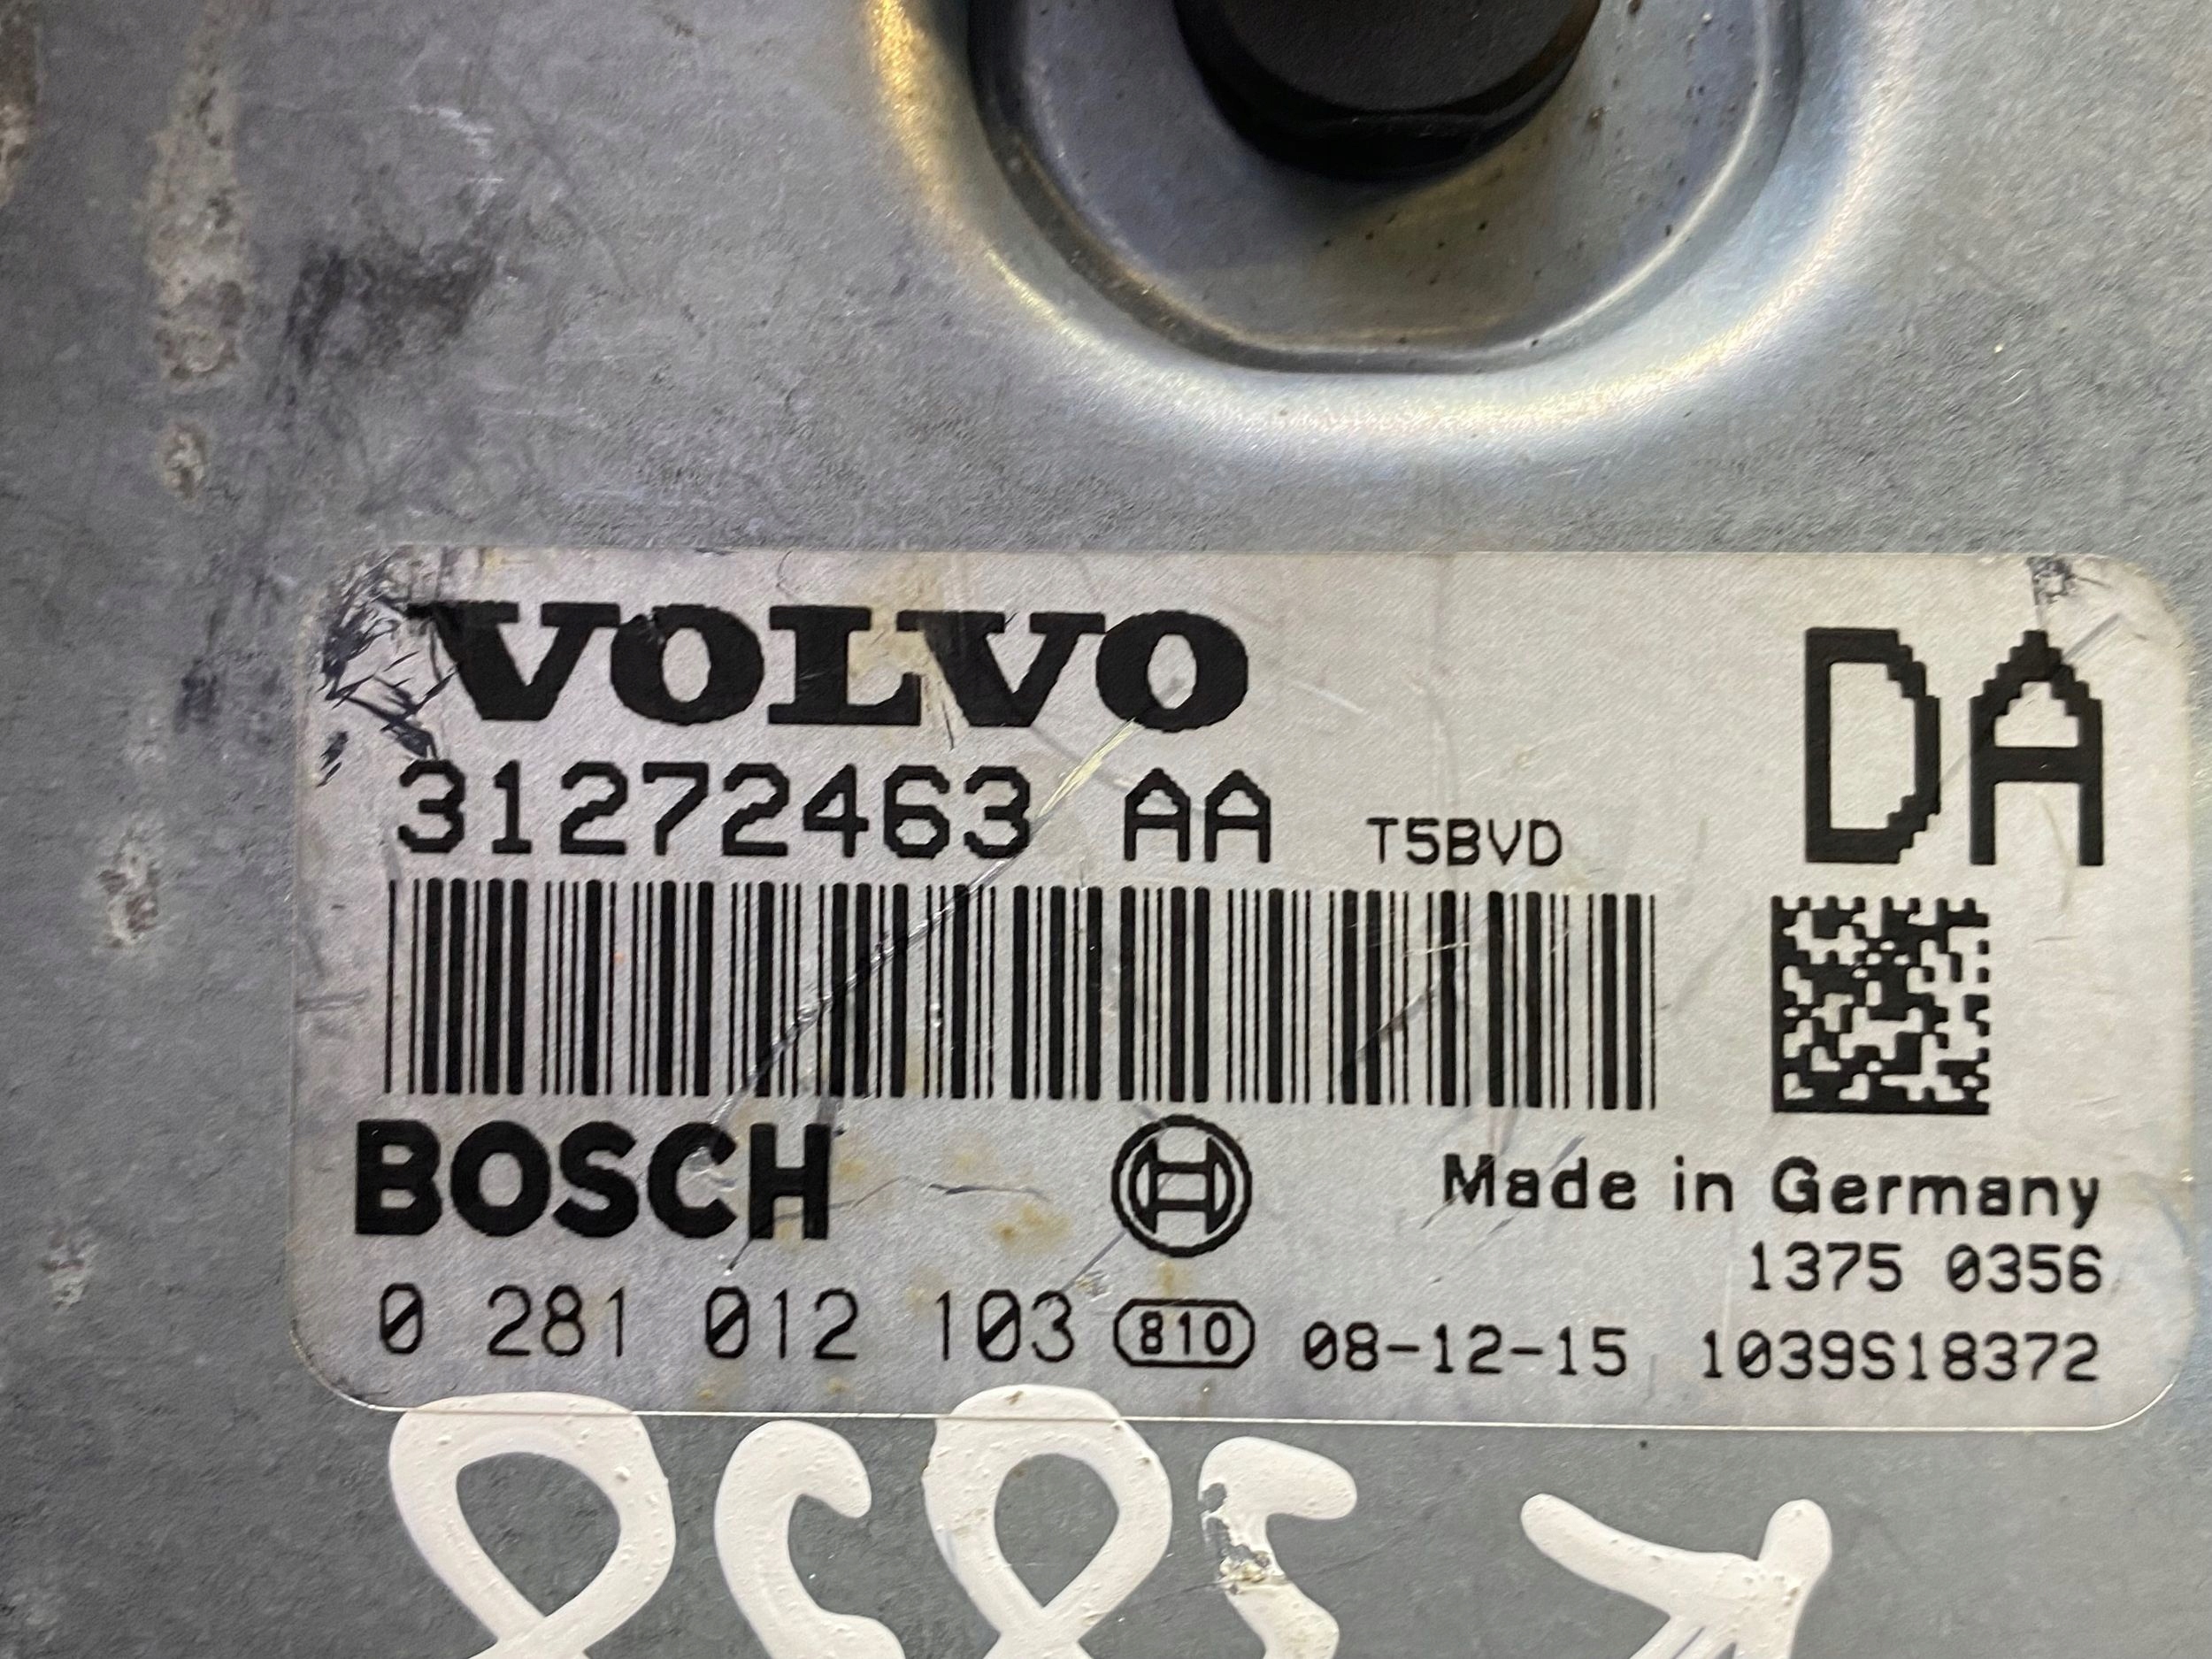 VOLVO
DA
31272463 AA T5BVD
BOSCH
Made in Germany
1375 0356
0 281 012 103 810 08-12-15 1039S18372